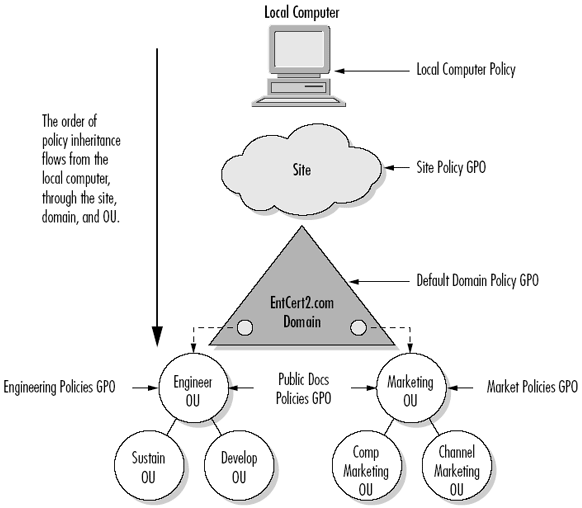 Local Computer
Local Computer Policy
The order of
policy inheritance
flows from the
local computer,
through the site,
domain, and OU.
Site
Site Policy GPO
Default Domain Policy GPO
EntCert2.com
Domain
Engineering Policies GPO
Engineer
OU
Public Docs
Policies GPO
Marketing
OU
Market Policies GPO
Sustain
OU
Develop
OU
Comp
Marketing
OU
Channel
Marketing
OU